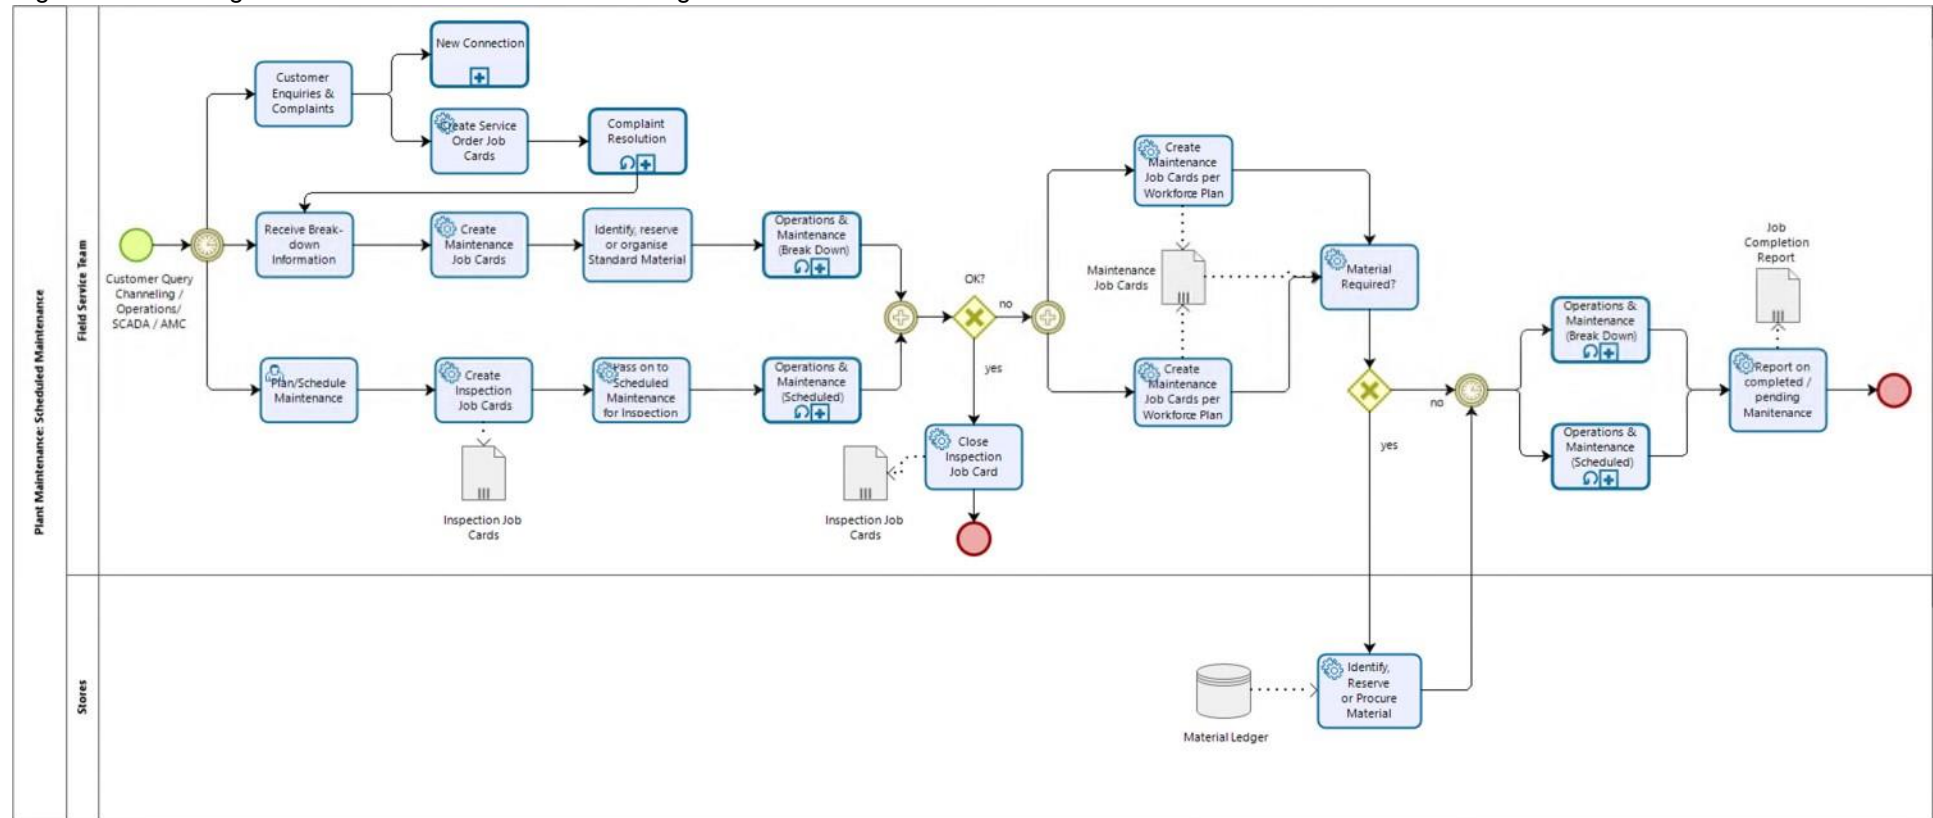 Plant Maintenance: Scheduled Maintenance
Field Service Team
Stores
Customer Query
Channeling /
Operations/
SCADA / AMC
Customer
Enquiries &
Complaints
New Connection
Create Service
Order Job
Cards
Complaint
Resolution
Receive Break-
down
Information
Create
Maintenance
Job Cards
Identify, reserve
or organise
Standard Material
Operations &
Maintenance
(Break Down)
Plan/Schedule
Maintenance
Create
Inspection
Job Cards
Pass on to
Scheduled
Maintenance
for Inspection
Operations &
Maintenance
(Scheduled)
Inspection Job
Cards
OK?
no
yes
Close
Inspection
Job Card
Inspection Job
Cards
Create
Maintenance
Job Cards per
Workforce Plan
Maintenance
Job Cards
Create
Maintenance
Job Cards per
Workforce Plan
Material
Required?
no
yes
Operations &
Maintenance
(Break Down)
Operations &
Maintenance
(Scheduled)
Job
Completion
Report
Report on
completed /
pending
Manitenance
Identify,
Reserve
or Procure
Material
Material Ledger